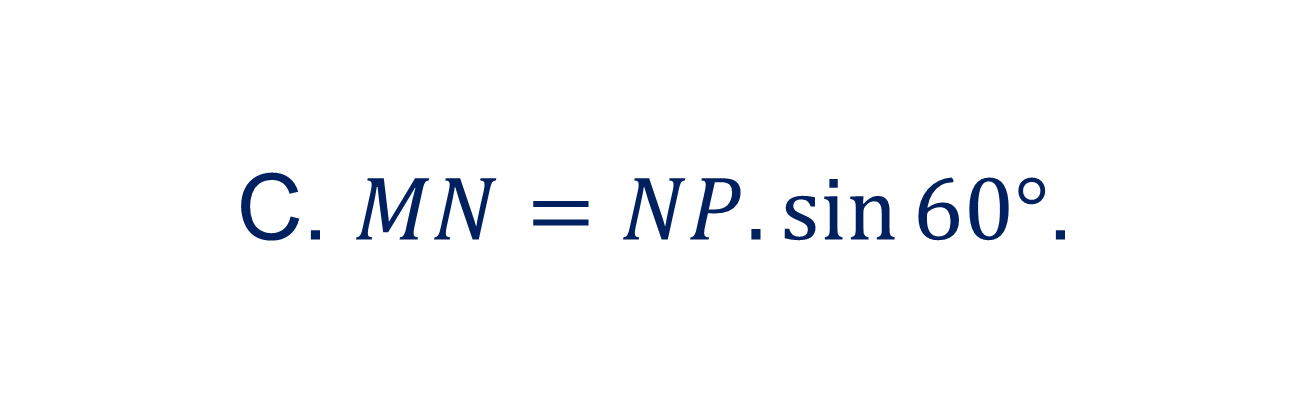 C. MN = NP. sin 60°.